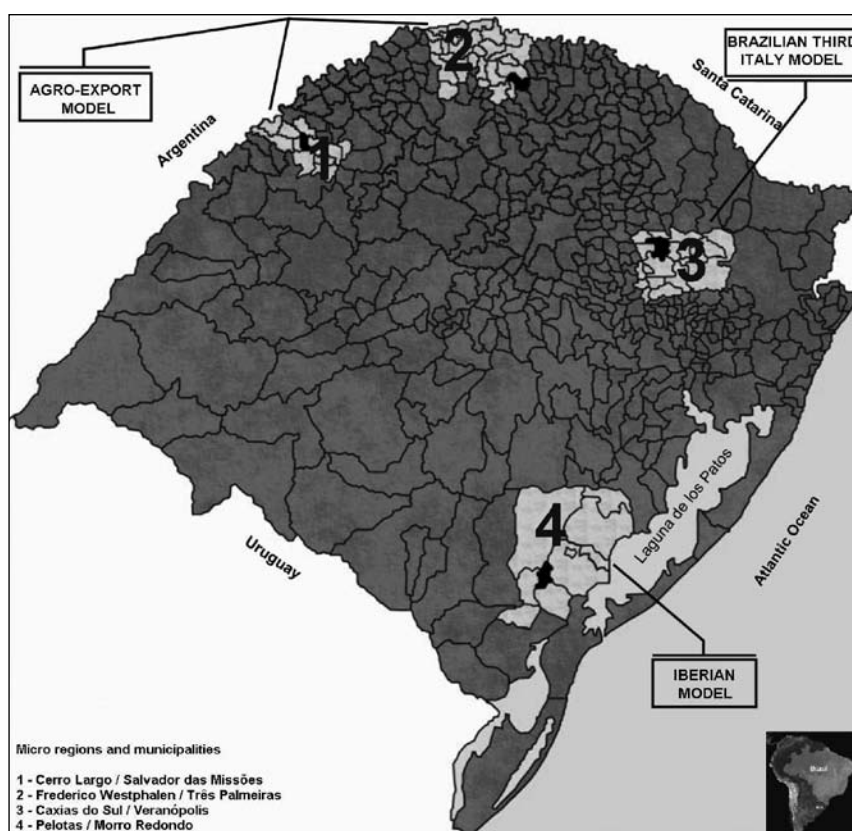 AGRO-EXPORT
MODEL
BRAZILIAN THIRD
ITALY MODEL
Santa Catarina
Argentina
2
1
3
4
Laguna de los Patos
Atlantic Ocean
Uruguay
IBERIAN
MODEL
Micro regions and municipalities
1 - Cerro Largo / Salvador das Missões
2 - Frederico Westphalen / Três Palmeiras
3 - Caxias do Sul / Veranópolis
4 - Pelotas / Morro Redondo
Brasil